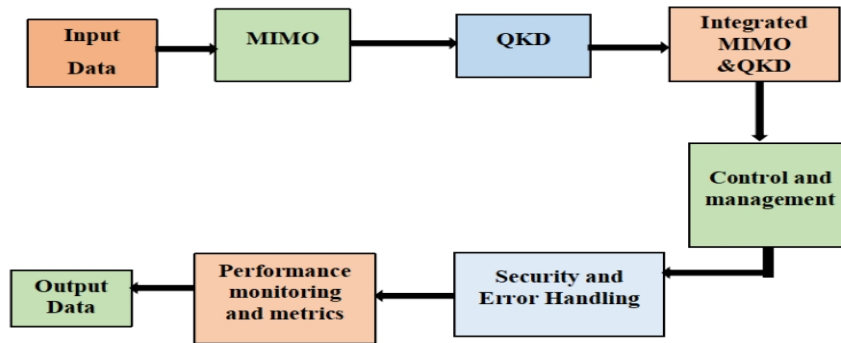 Input
Data
MIMO
QKD
Integrated
MIMO
&QKD
Control and
management
Security and
Error Handling
Performance
monitoring
and metrics
Output
Data